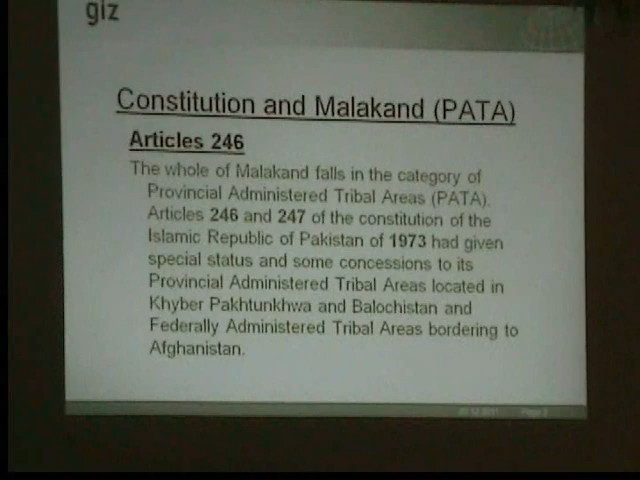 giz
Constitution and Malakand (PATA)
Articles 246
The whole of Malakand falls in the category of
Provincial Administered Tribal Areas (PATA).
Articles 246 and 247 of the constitution of the
Islamic Republic of Pakistan of 1973 had given
special status and some concessions to its
Provincial Administered Tribal Areas located in
Khyber Pakhtunkhwa and Balochistan and
Federally Administered Tribal Areas bordering to
Afghanistan.